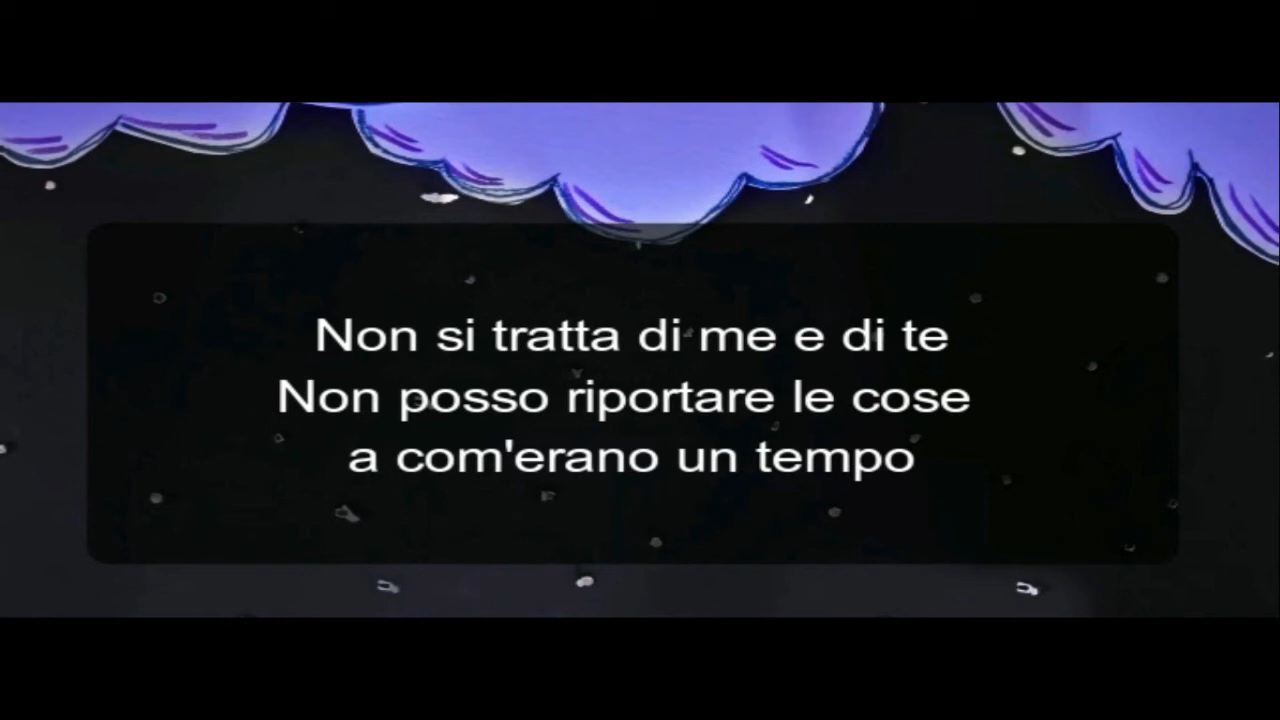 Non si tratta di me e di te
Non posso riportare le cose
a com'erano un tempo